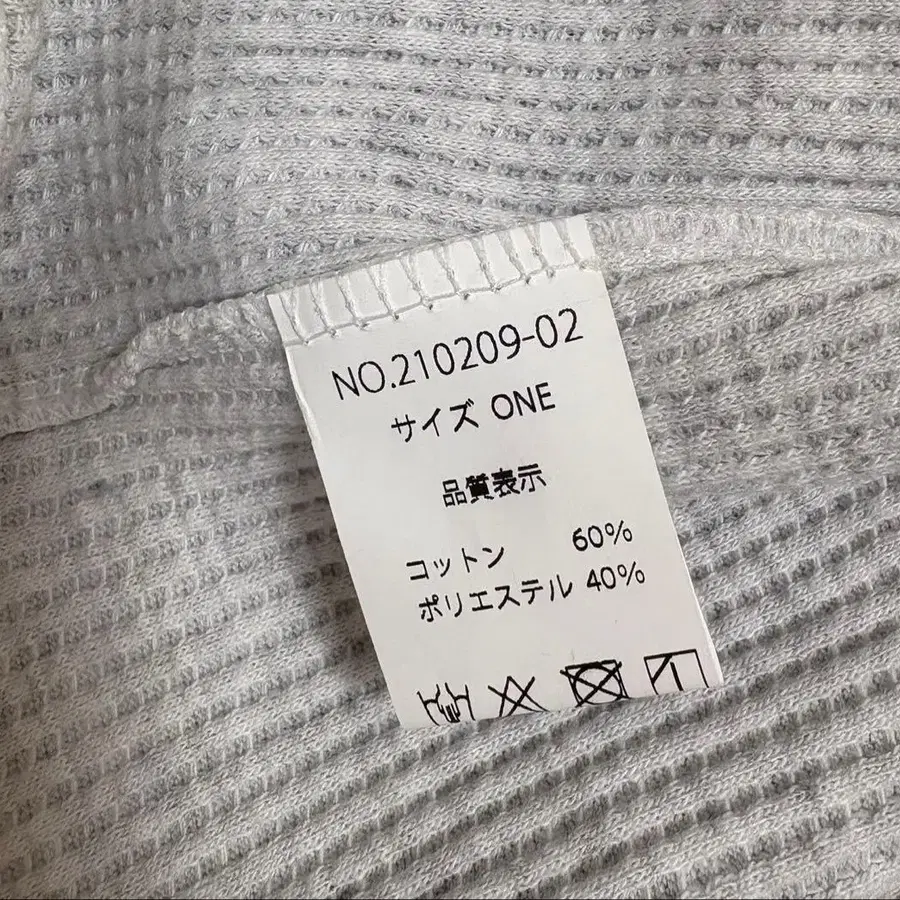 NO.210209-02
サイズ ONE
品質表示
コットン 60%
ポリエステル 40%